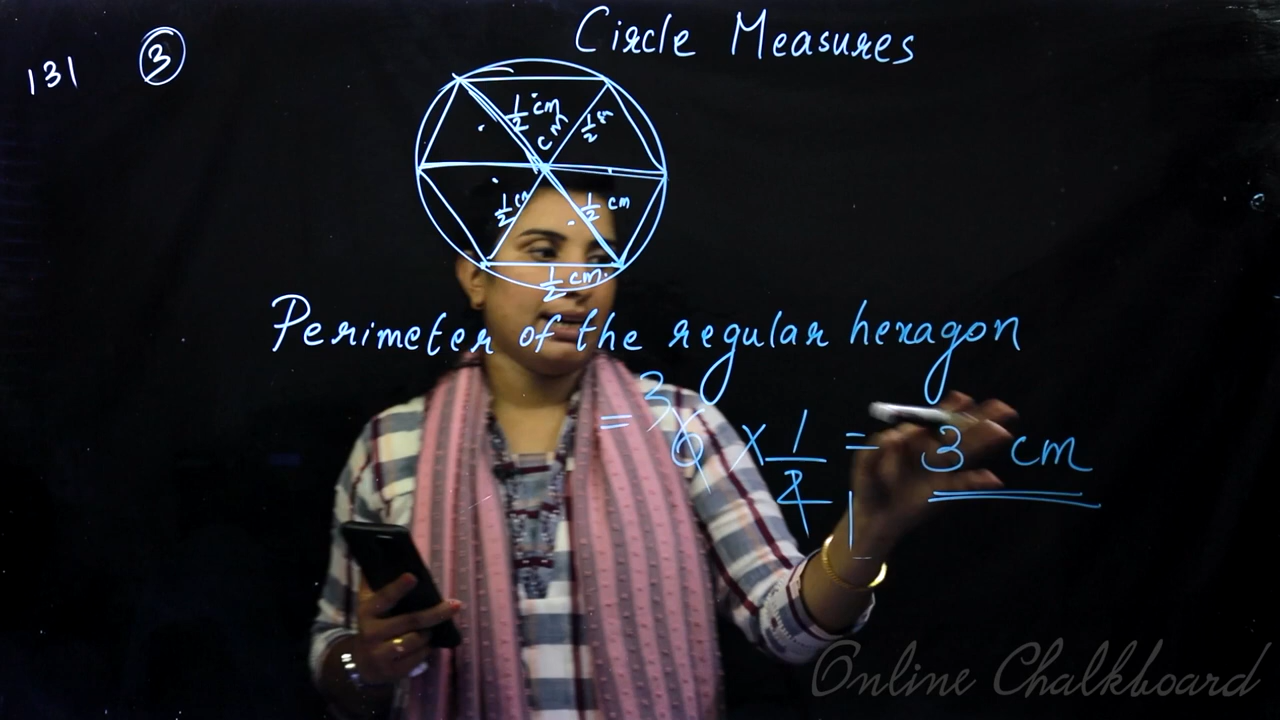 Circle Measures
131 3
1/2 cm
cm
1/2 cm
1/2 cm
1/2 cm
1/2 cm
Perimeter of the regular hexagon
= 6 3 × 1/2 1 = 3 cm
Online Chalkboard